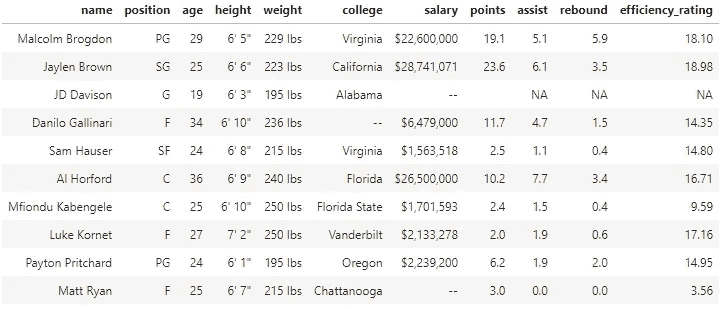 name position age height weight college salary points assist rebound efficiency_rating
Malcolm Brogdon PG 29 6' 5" 229 lbs Virginia $22,600,000 19.1 5.1 5.9 18.10
Jaylen Brown SG 25 6' 6" 223 lbs California $28,741,071 23.6 6.1 3.5 18.98
JD Davison G 19 6' 3" 195 lbs Alabama -- NA NA NA
Danilo Gallinari F 34 6' 10" 236 lbs -- $6,479,000 11.7 4.7 1.5 14.35
Sam Hauser SF 24 6' 8" 215 lbs Virginia $1,563,518 2.5 1.1 0.4 14.80
Al Horford C 36 6' 9" 240 lbs Florida $26,500,000 10.2 7.7 3.4 16.71
Mfiondu Kabengele C 25 6' 10" 250 lbs Florida State $1,701,593 2.4 1.5 0.4 9.59
Luke Kornet F 27 7' 2" 250 lbs Vanderbilt $2,133,278 2.0 1.9 0.6 17.16
Payton Pritchard PG 24 6' 1" 195 lbs Oregon $2,239,200 6.2 1.9 2.0 14.95
Matt Ryan F 25 6' 7" 215 lbs Chattanooga -- 3.0 0.0 0.0 3.56